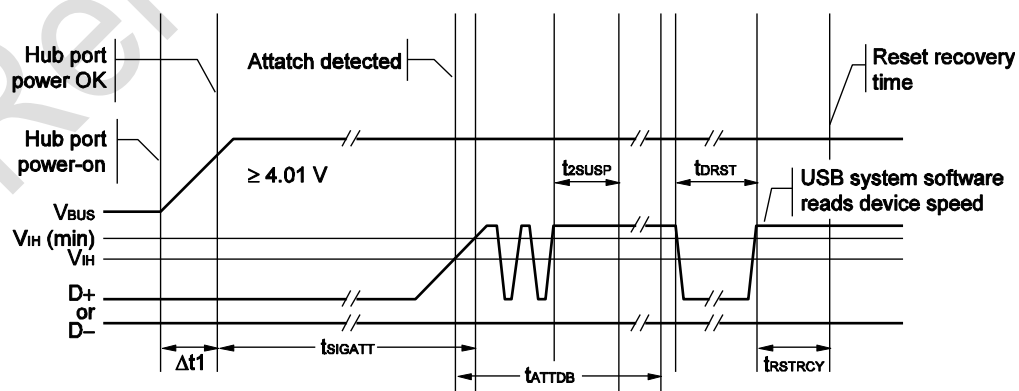 Re
Hub port
power OK
Attatch detected
Reset recovery
time
Hub port
power-on
≥ 4.01 V
t2SUSP
tDRST
USB system software
reads device speed
VBUS
VIH (min)
VIH
D+
or
D–
Δt1
tSIGATT
tATTDB
tRSTRCY